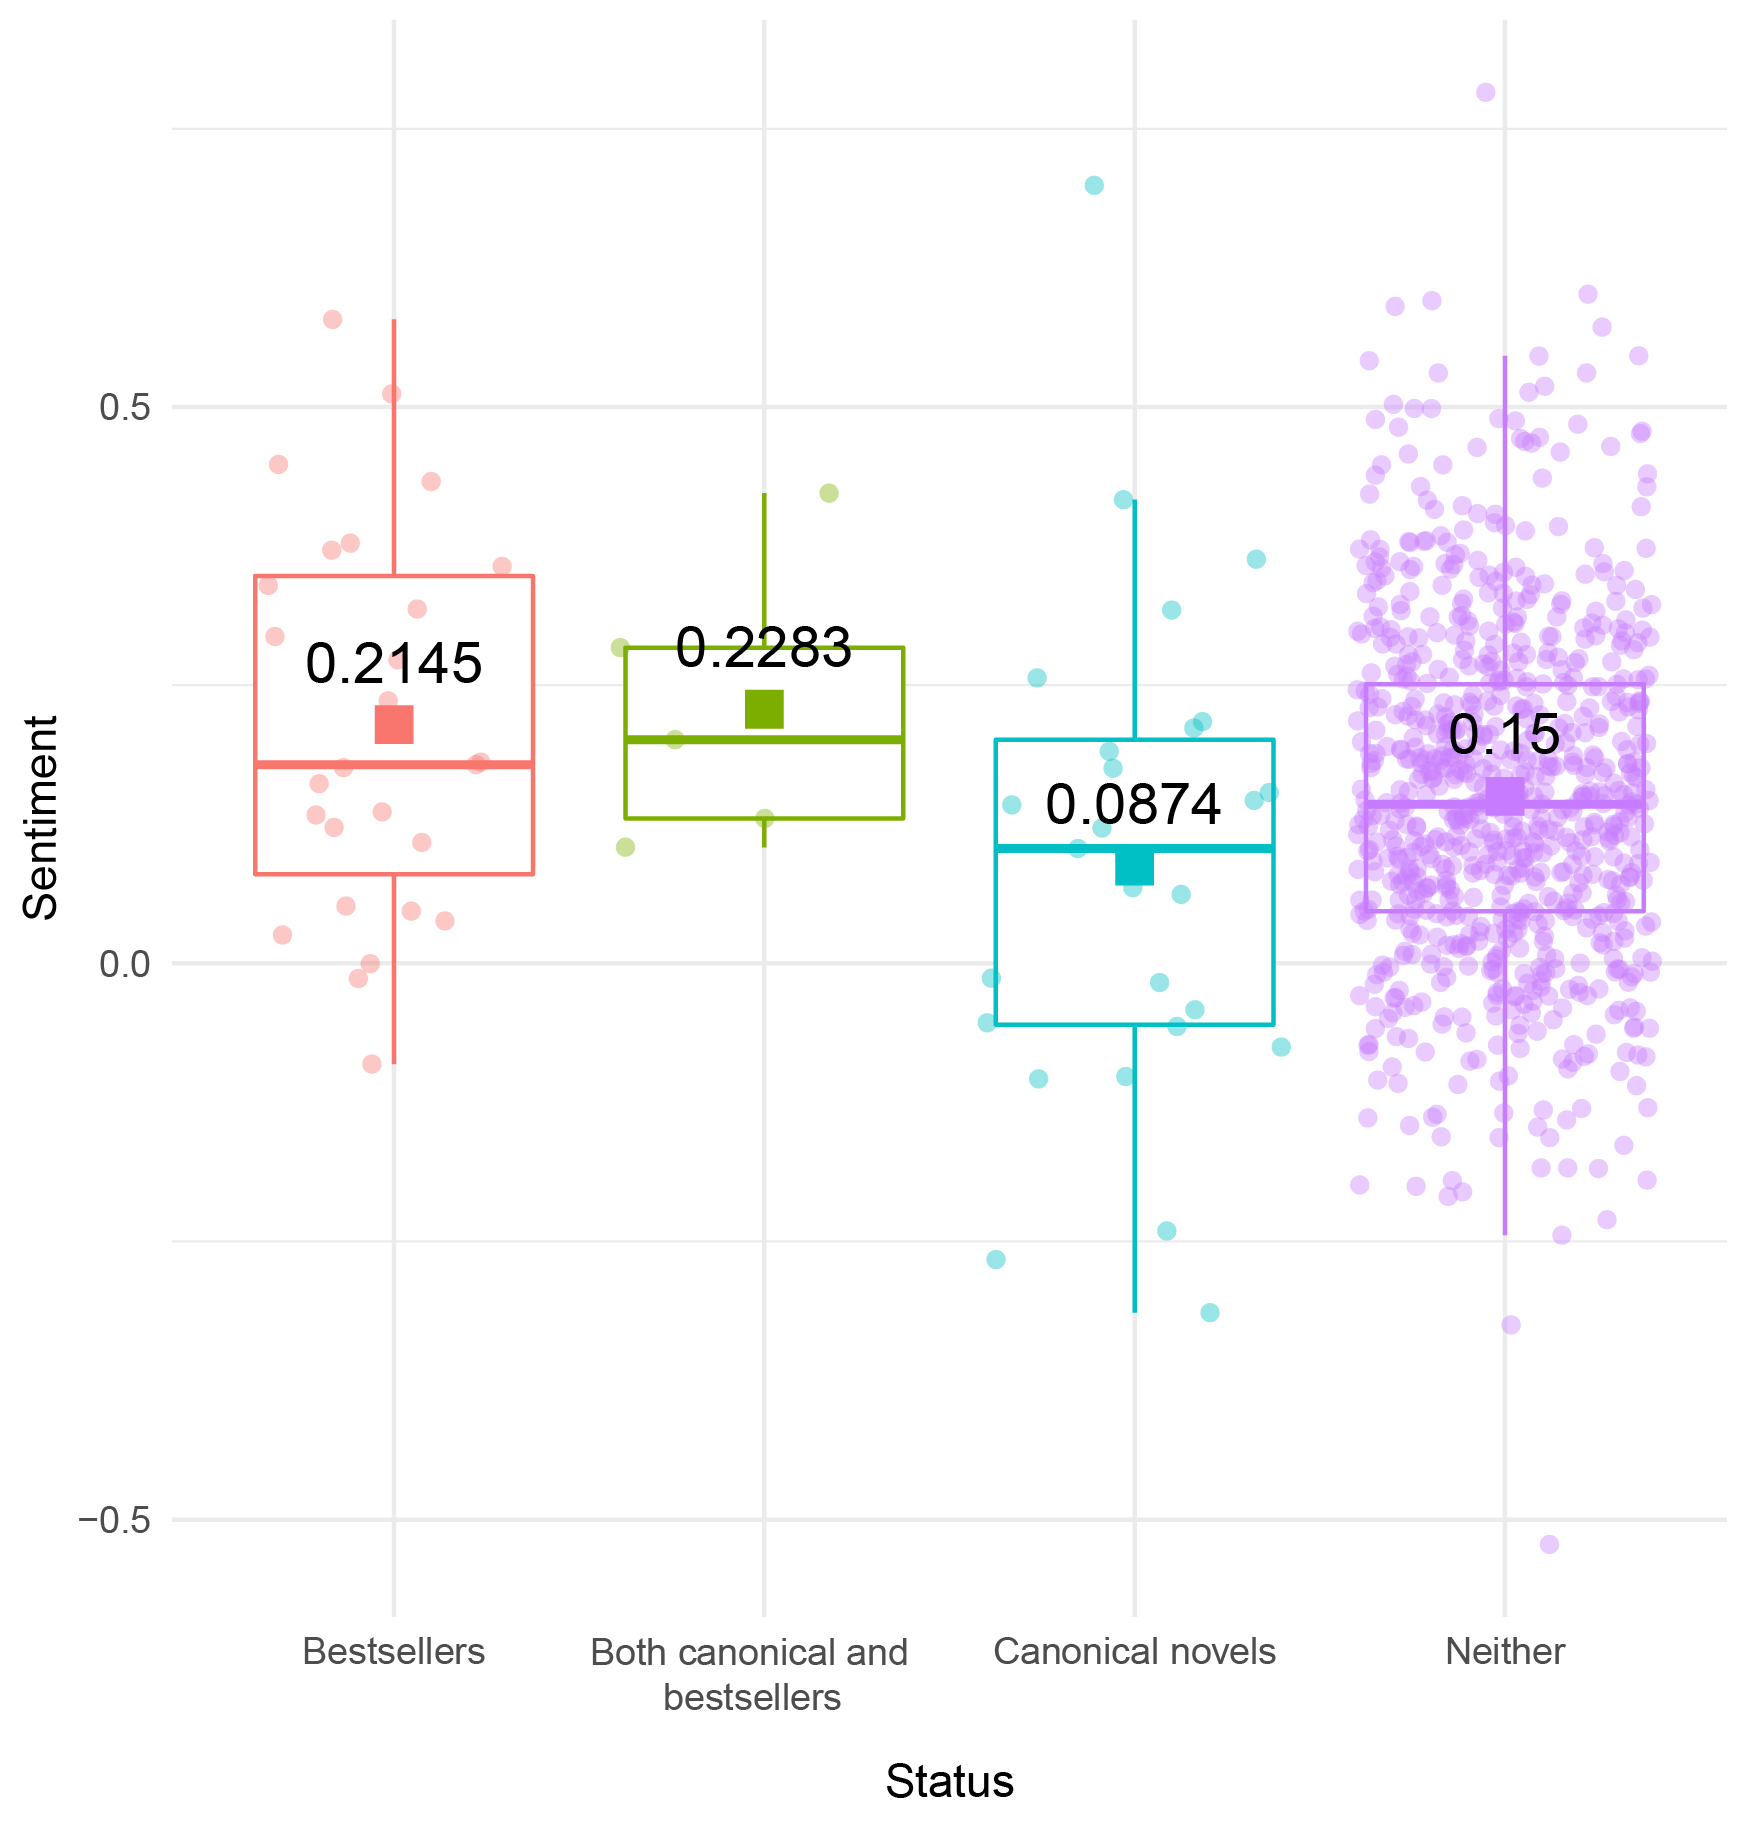 0.5
0.0
−0.5
Sentiment
0.2145
0.2283
0.0874
0.15
Bestsellers
Both canonical and
bestsellers
Canonical novels
Neither
Status